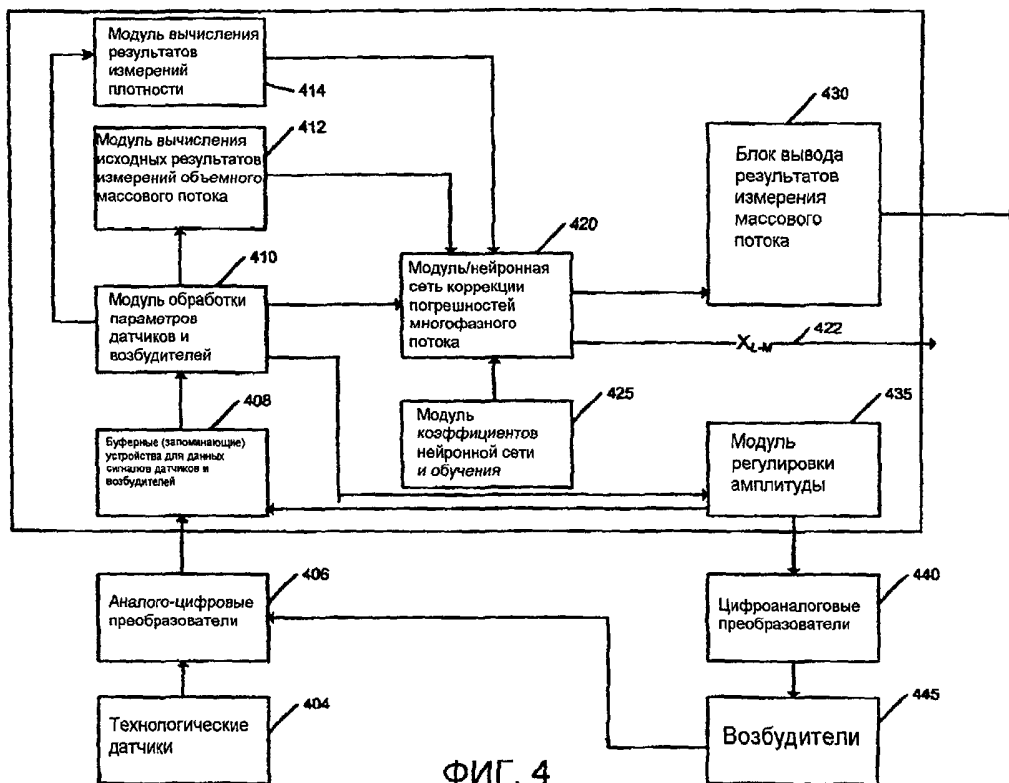 Модуль вычисления
результатов
измерений
плотности
414
Модуль вычисления
исходных результатов
измерений объемного
массового потока
412
430
Блок вывода
результатов
измерения
массового
потока
410
Модуль обработки
параметров
датчиков и
возбудителей
420
Модуль/нейронная
сеть коррекции
погрешностей
многофазного
потока
X L-M
422
408
Буферные (запоминающие)
устройства для данных
сигналов датчиков и
возбудителей
425
Модуль
коэффициентов
нейронной сети
и обучения
435
Модуль
регулировки
амплитуды
406
Аналого-цифровые
преобразователи
440
Цифроаналоговые
преобразователи
404
Технологические
датчики
445
Возбудители
ФИГ. 4